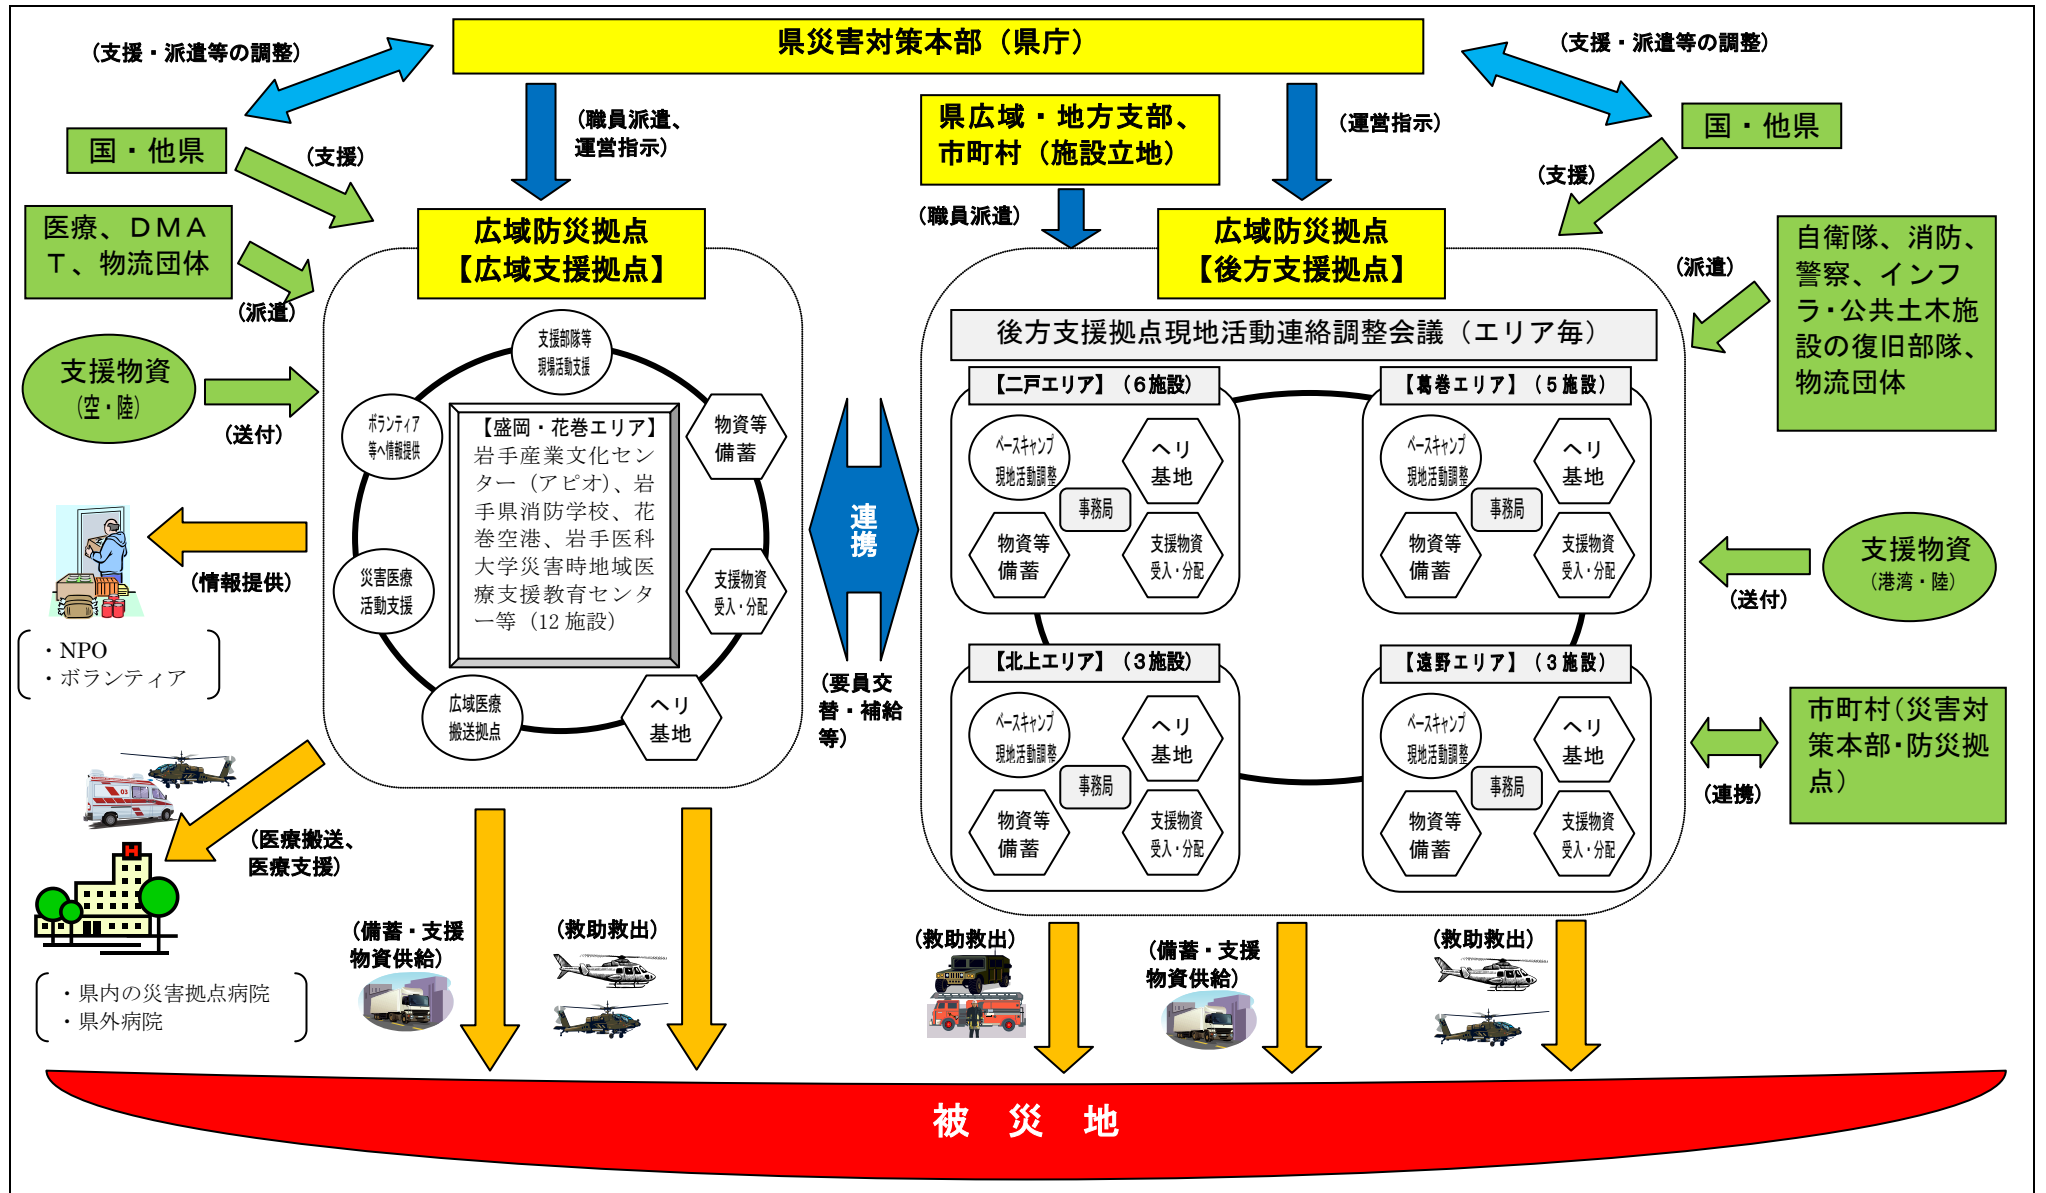 県災害対策本部（県庁）
（支援・派遣等の調整）
（支援・派遣等の調整）
国・他県
（支援）
（職員派遣、
運営指示）
県広域・地方支部、
市町村（施設立地）
（運営指示）
国・他県
（支援）
（職員派遣）
医療、ＤＭＡ
Ｔ、物流団体
（派遣）
広域防災拠点
【広域支援拠点】
広域防災拠点
【後方支援拠点】
自衛隊、消防、
警察、インフ
ラ・公共土木施
設の復旧部隊、
物流団体
（派遣）
支援物資
（空・陸）
（送付）
支援部隊等
現場活動支援
ボランティア
等へ情報提供
物資等
備蓄
【盛岡・花巻エリア】
岩手産業文化セン
ター（アピオ）、岩
手県消防学校、花
巻空港、岩手医科
大学災害時地域医
療支援教育センタ
ー等（12 施設）
災害医療
活動支援
支援物資
受入・分配
広域医療
搬送拠点
ヘリ
基地
（情報提供）
・NPO
・ボランティア
（医療搬送、
医療支援）
・県内の災害拠点病院
・県外病院
連
携
（要員交
替・補給
等）
後方支援拠点現地活動連絡調整会議（エリア毎）
【二戸エリア】（６施設）
ベースキャンプ
現地活動調整
ヘリ
基地
事務局
物資等
備蓄
支援物資
受入・分配
【葛巻エリア】（５施設）
ベースキャンプ
現地活動調整
ヘリ
基地
事務局
物資等
備蓄
支援物資
受入・分配
【北上エリア】（３施設）
ベースキャンプ
現地活動調整
ヘリ
基地
事務局
物資等
備蓄
支援物資
受入・分配
【遠野エリア】（３施設）
ベースキャンプ
現地活動調整
ヘリ
基地
事務局
物資等
備蓄
支援物資
受入・分配
支援物資
（港湾・陸）
（送付）
市町村（災害対
策本部・防災拠
点）
（連携）
（備蓄・支援
物資供給）
（救助救出）
（救助救出）
（備蓄・支援
物資供給）
（救助救出）
03
H
被 災 地